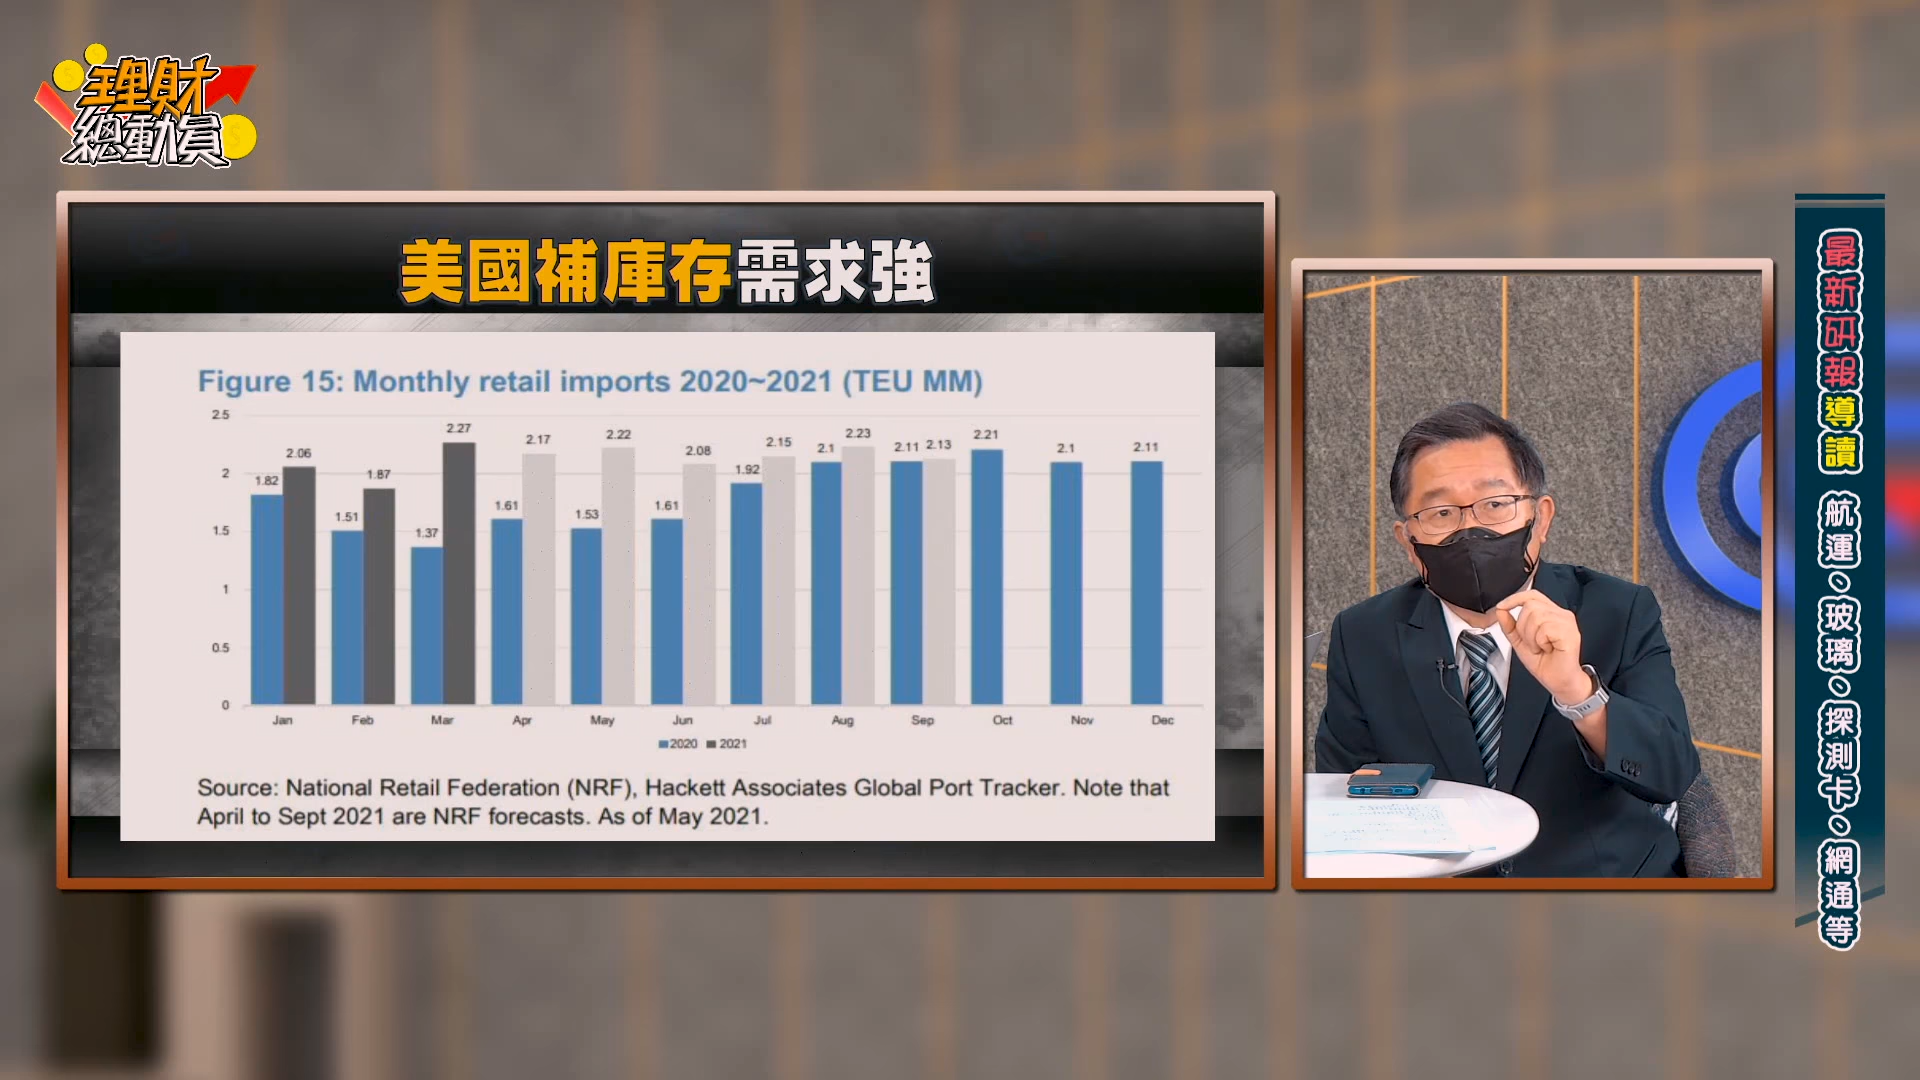 理財
總動員
美國補庫存需求強
Figure 15: Monthly retail imports 2020~2021 (TEU MM)
2.5
2
1.5
1
0.5
0
1.82 2.06
1.51 1.87
1.37 2.27
1.61 2.17
1.53 2.22
1.61 2.08
1.92 2.15
2.1 2.23
2.11 2.13
2.21
2.1
2.11
Jan Feb Mar Apr May Jun Jul Aug Sep Oct Nov Dec
2020 2021
Source: National Retail Federation (NRF), Hackett Associates Global Port Tracker. Note that
April to Sept 2021 are NRF forecasts. As of May 2021.
最新研報導讀 航運。玻璃。探測卡。網通等